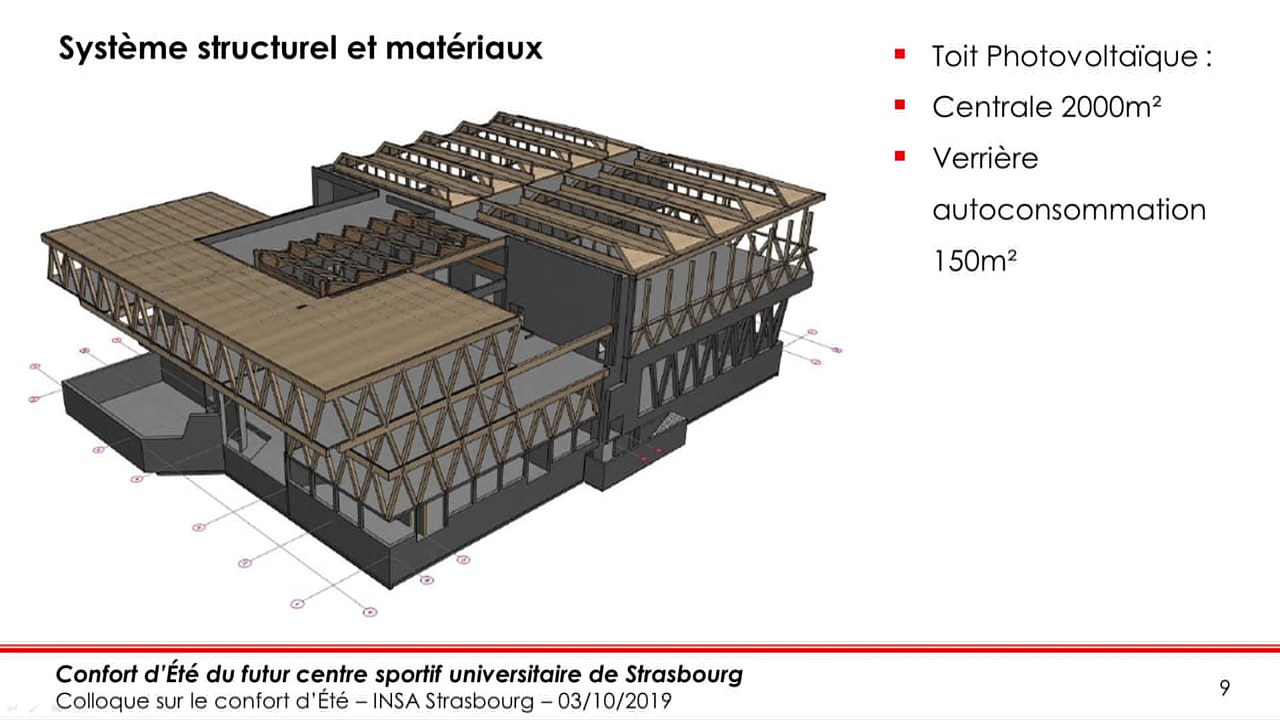 Système structurel et matériaux
Toit Photovoltaïque :
Centrale 2000m²
Verrière
autoconsommation
150m²
Confort d'Été du futur centre sportif universitaire de Strasbourg
Colloque sur le confort d'Été – INSA Strasbourg – 03/10/2019
9